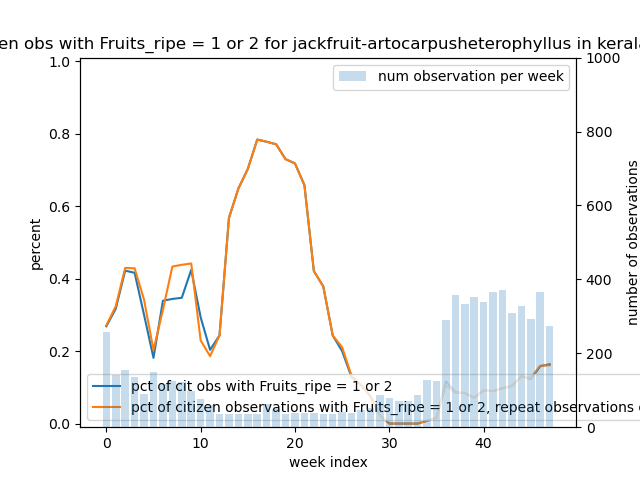 en obs with Fruits_ripe = 1 or 2 for jackfruit-artocarpusheterophyllus in kerala
1.0
0.8
0.6
0.4
0.2
0.0
percent
num observation per week
1000
800
600
400
200
0
number of observations
pct of cit obs with Fruits_ripe = 1 or 2
pct of citizen observations with Fruits_ripe = 1 or 2, repeat observations
0
10
20
30
40
week index